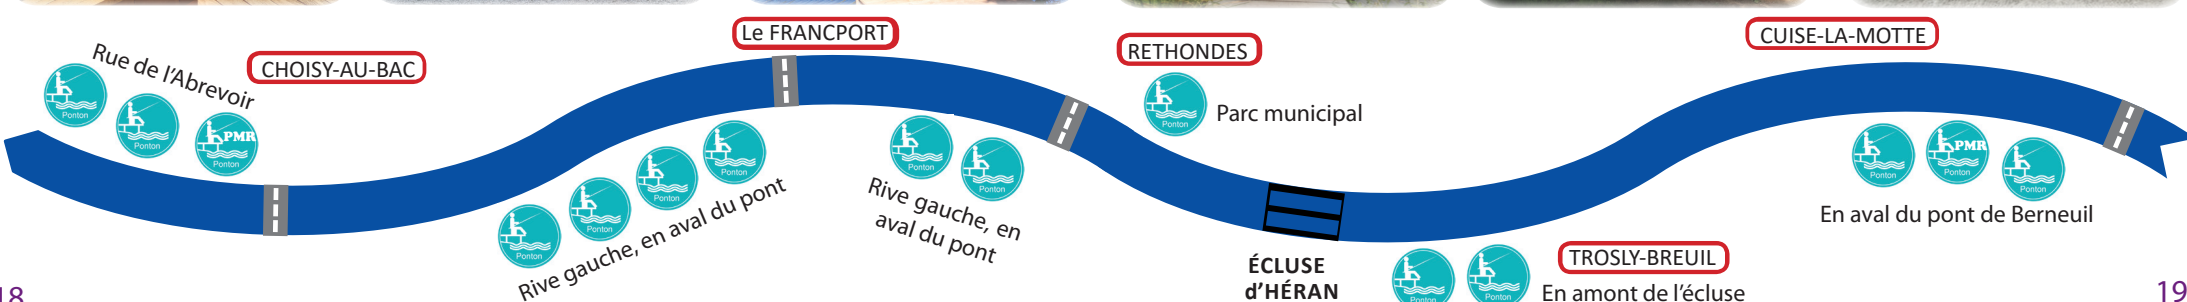 Rue de l'Abrevoir
CHOISY-AU-BAC
Ponton
Ponton
PMR
Ponton
Le FRANCPORT
Ponton
Ponton
Ponton
Ponton
Rive gauche, en aval du pont
Ponton
Ponton
Rive gauche, en
aval du pont
RETHONDES
Ponton
Parc municipal
ÉCLUSE
d'HÉRAN
Ponton
Ponton
TROSLY-BREUIL
En amont de l'écluse
CUISE-LA-MOTTE
Ponton
PMR
Ponton
Ponton
En aval du pont de Berneuil
18
19